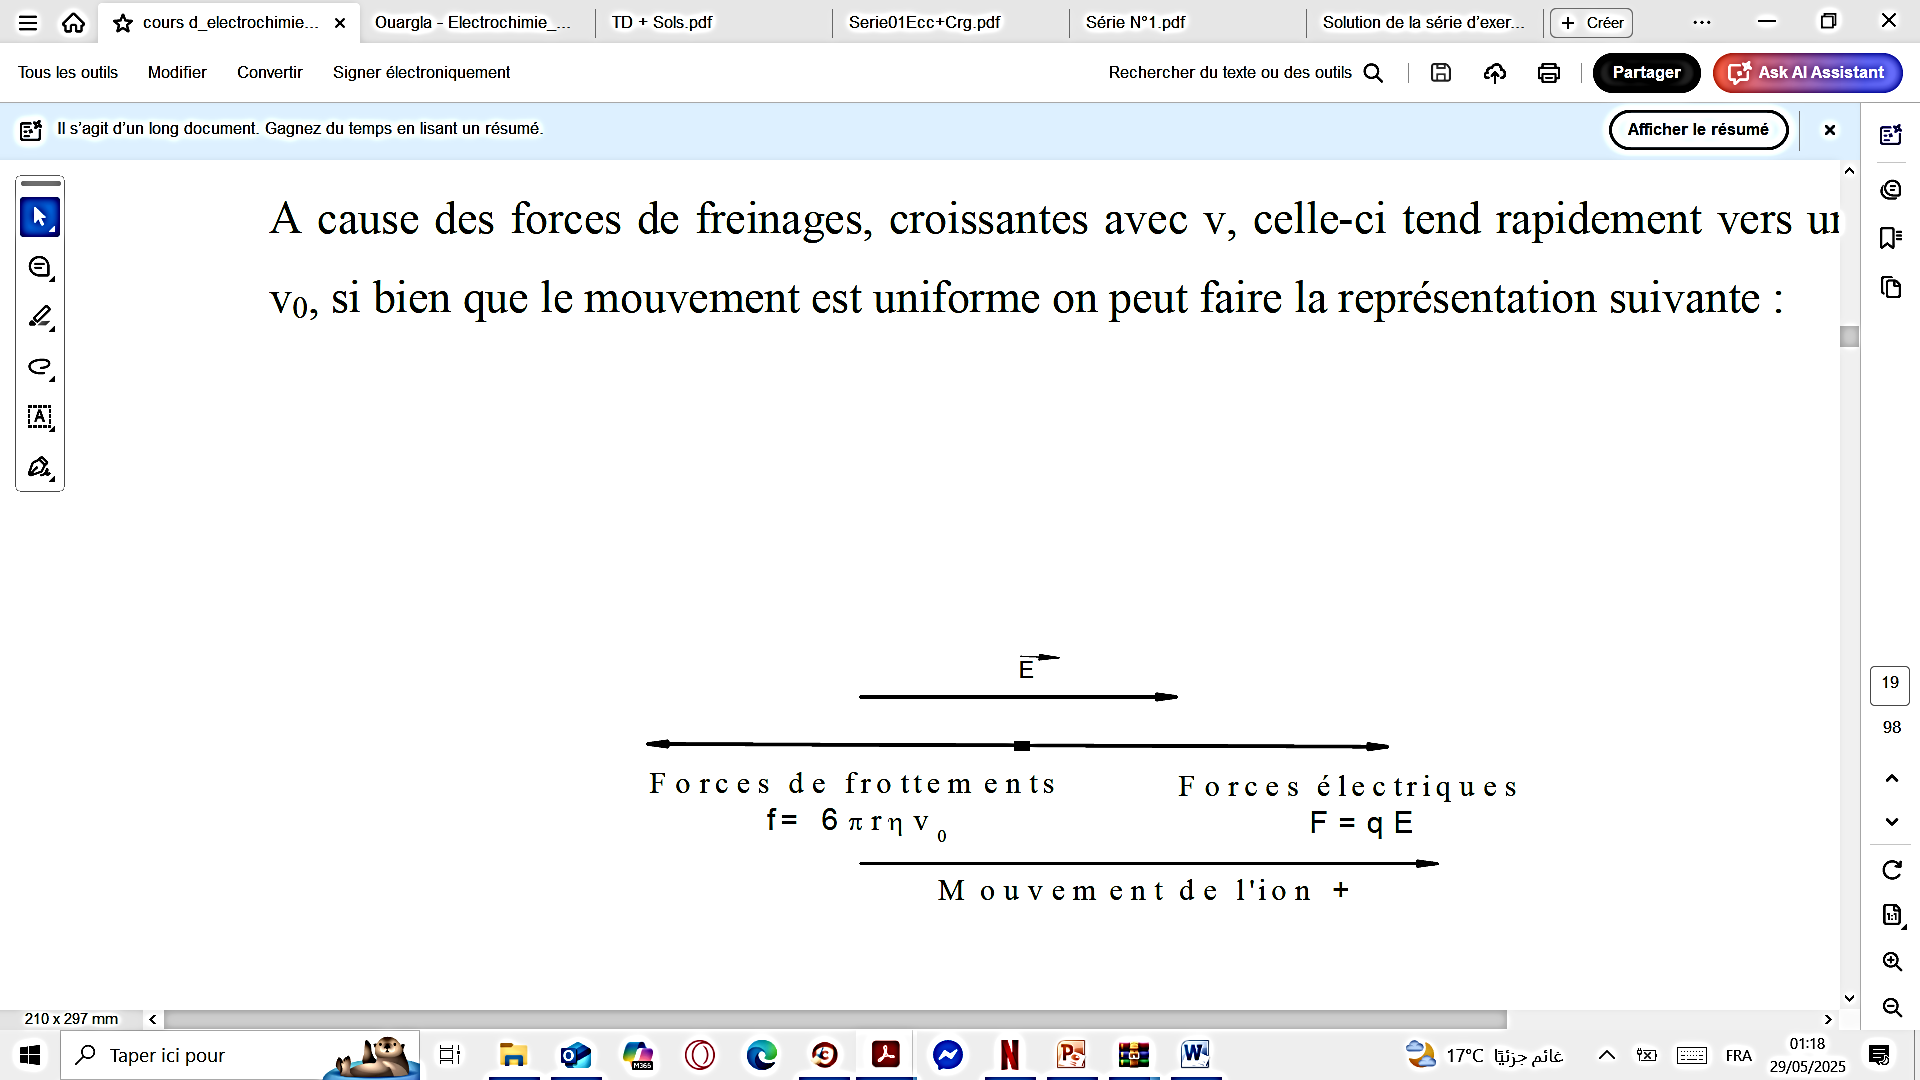 cours d_electrochimie...
Ouargla - Electrochimie_...
TD + Sols.pdf
Serie01Ecc+Crg.pdf
Série N°1.pdf
Solution de la série d'exer...
+ Créer
Tous les outils
Modifier
Convertir
Signer électroniquement
Rechercher du texte ou des outils
Partager
Ask AI Assistant
Il s'agit d'un long document. Gagnez du temps en lisant un résumé.
Afficher le résumé
A cause des forces de freinages, croissantes avec v, celle-ci tend rapidement vers
v₀, si bien que le mouvement est uniforme on peut faire la représentation suivante :
E
Forces de frottements
Forces électriques
f = 6 π r η v₀
F = q E
Mouvement de l'ion +
19
98
210 x 297 mm
Taper ici pour
M365
17°C غائم جزئيًا
FRA
01:18
29/05/2025